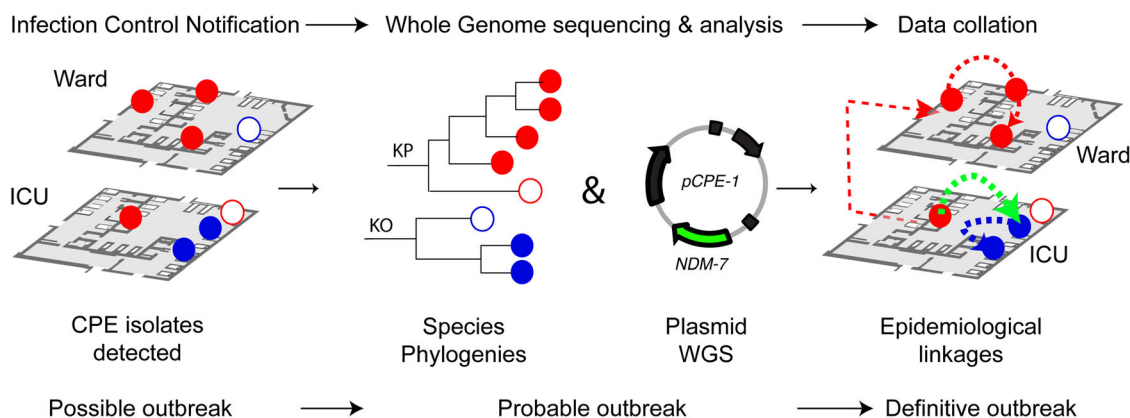 Infection Control Notification
Whole Genome sequencing & analysis
Data collation
Ward
ICU
KP
KO
&
pCPE-1
NDM-7
Ward
ICU
CPE isolates
detected
Species
Phylogenies
Plasmid
WGS
Epidemiological
linkages
Possible outbreak
Probable outbreak
Definitive outbreak